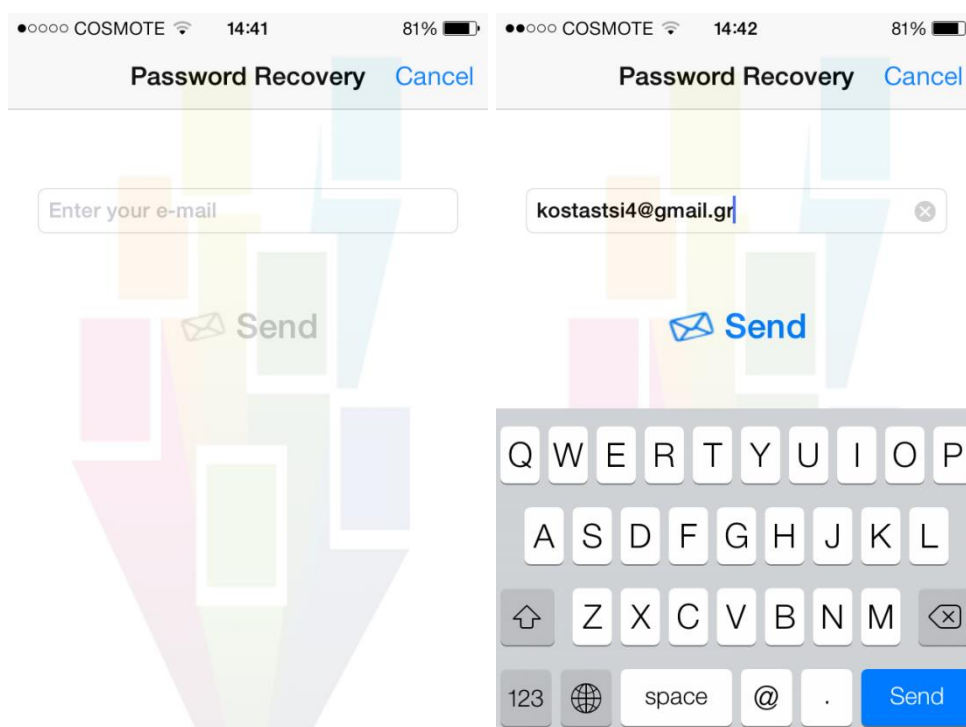 COSMOTE 14:41 81%
Password Recovery Cancel
Enter your e-mail
Send
COSMOTE 14:42 81%
Password Recovery Cancel
kostastsi4@gmail.gr
Send
Q W E R T Y U I O P
A S D F G H J K L
Z X C V B N M
123 space @ . Send